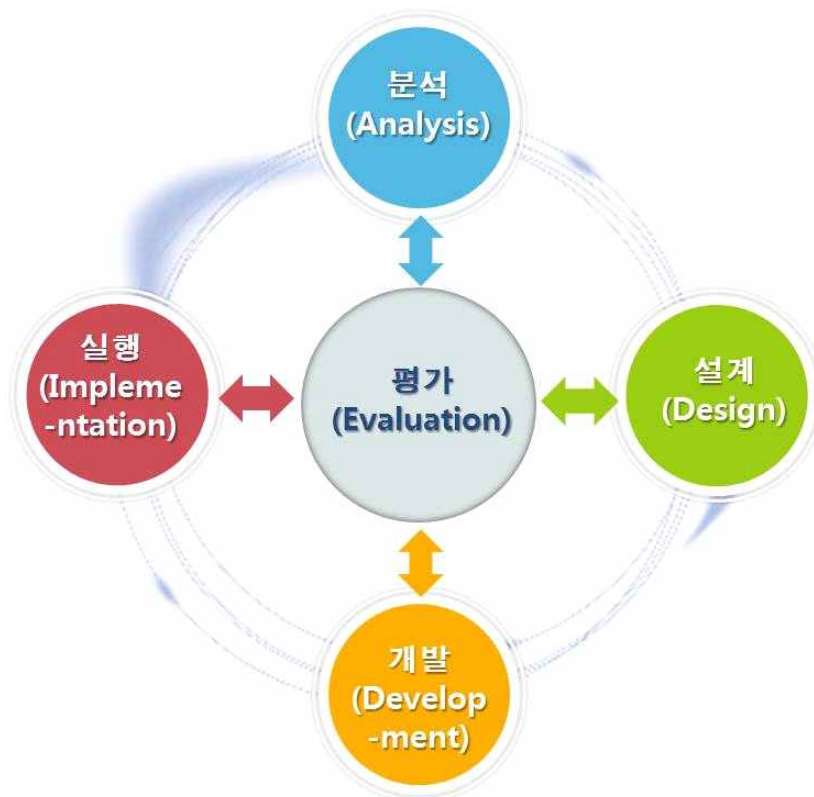 분석
(Analysis)
실행
(Impleme
-ntation)
평가
(Evaluation)
설계
(Design)
개발
(Develop
-ment)